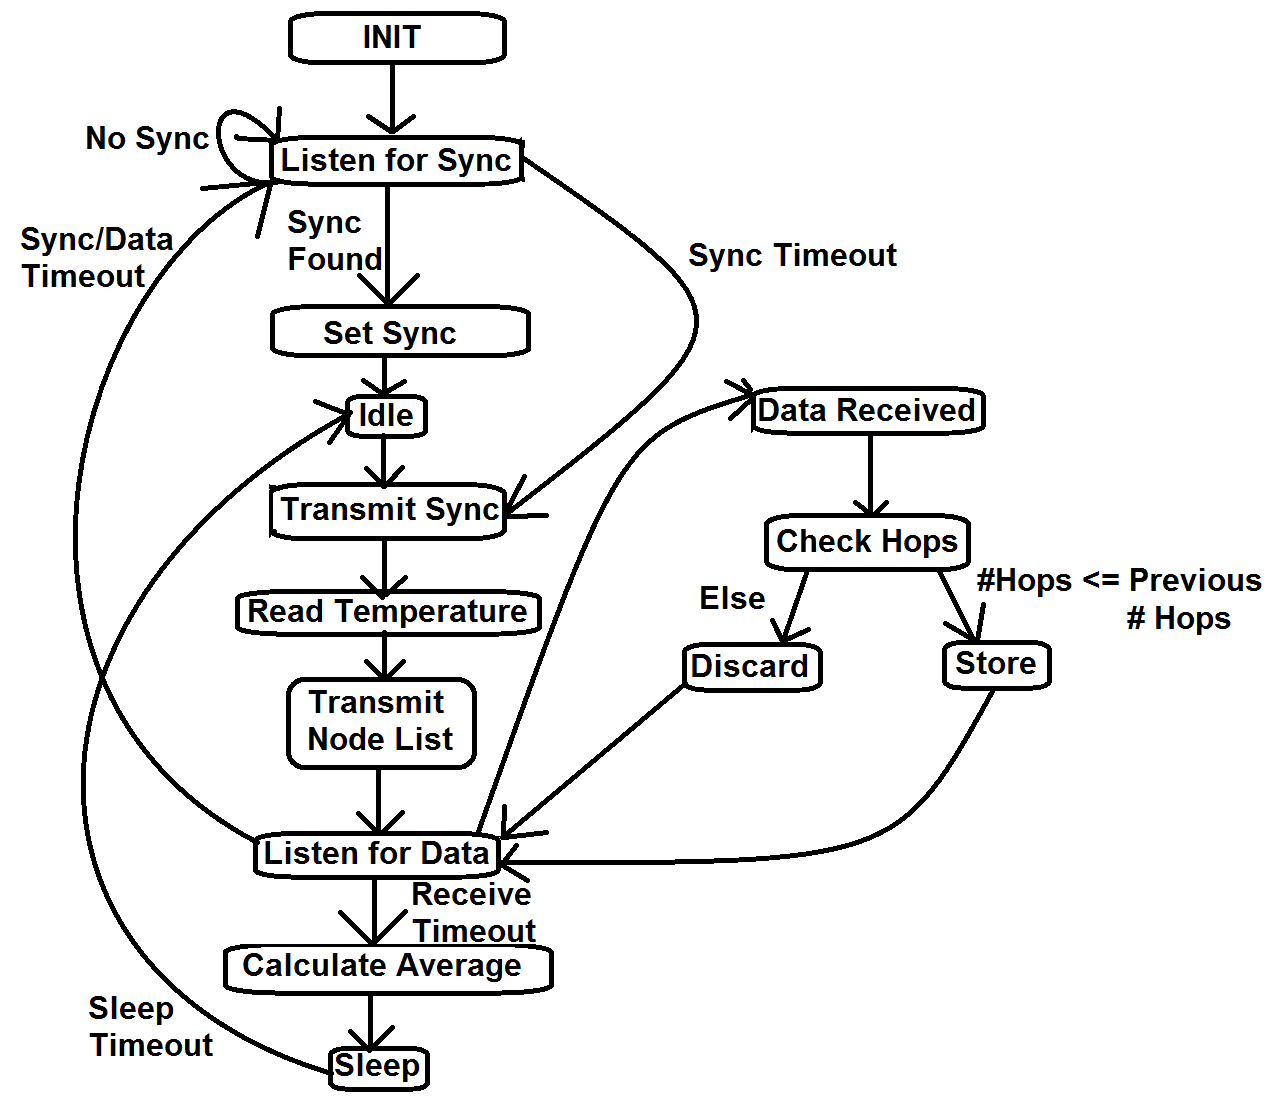 INIT
No Sync
Listen for Sync
Sync
Found
Sync/Data
Timeout
Sync Timeout
Set Sync
Idle
Data Received
Transmit Sync
Check Hops
Else
#Hops <= Previous
# Hops
Read Temperature
Discard
Store
Transmit
Node List
Listen for Data
Receive
Timeout
Calculate Average
Sleep
Timeout
Sleep